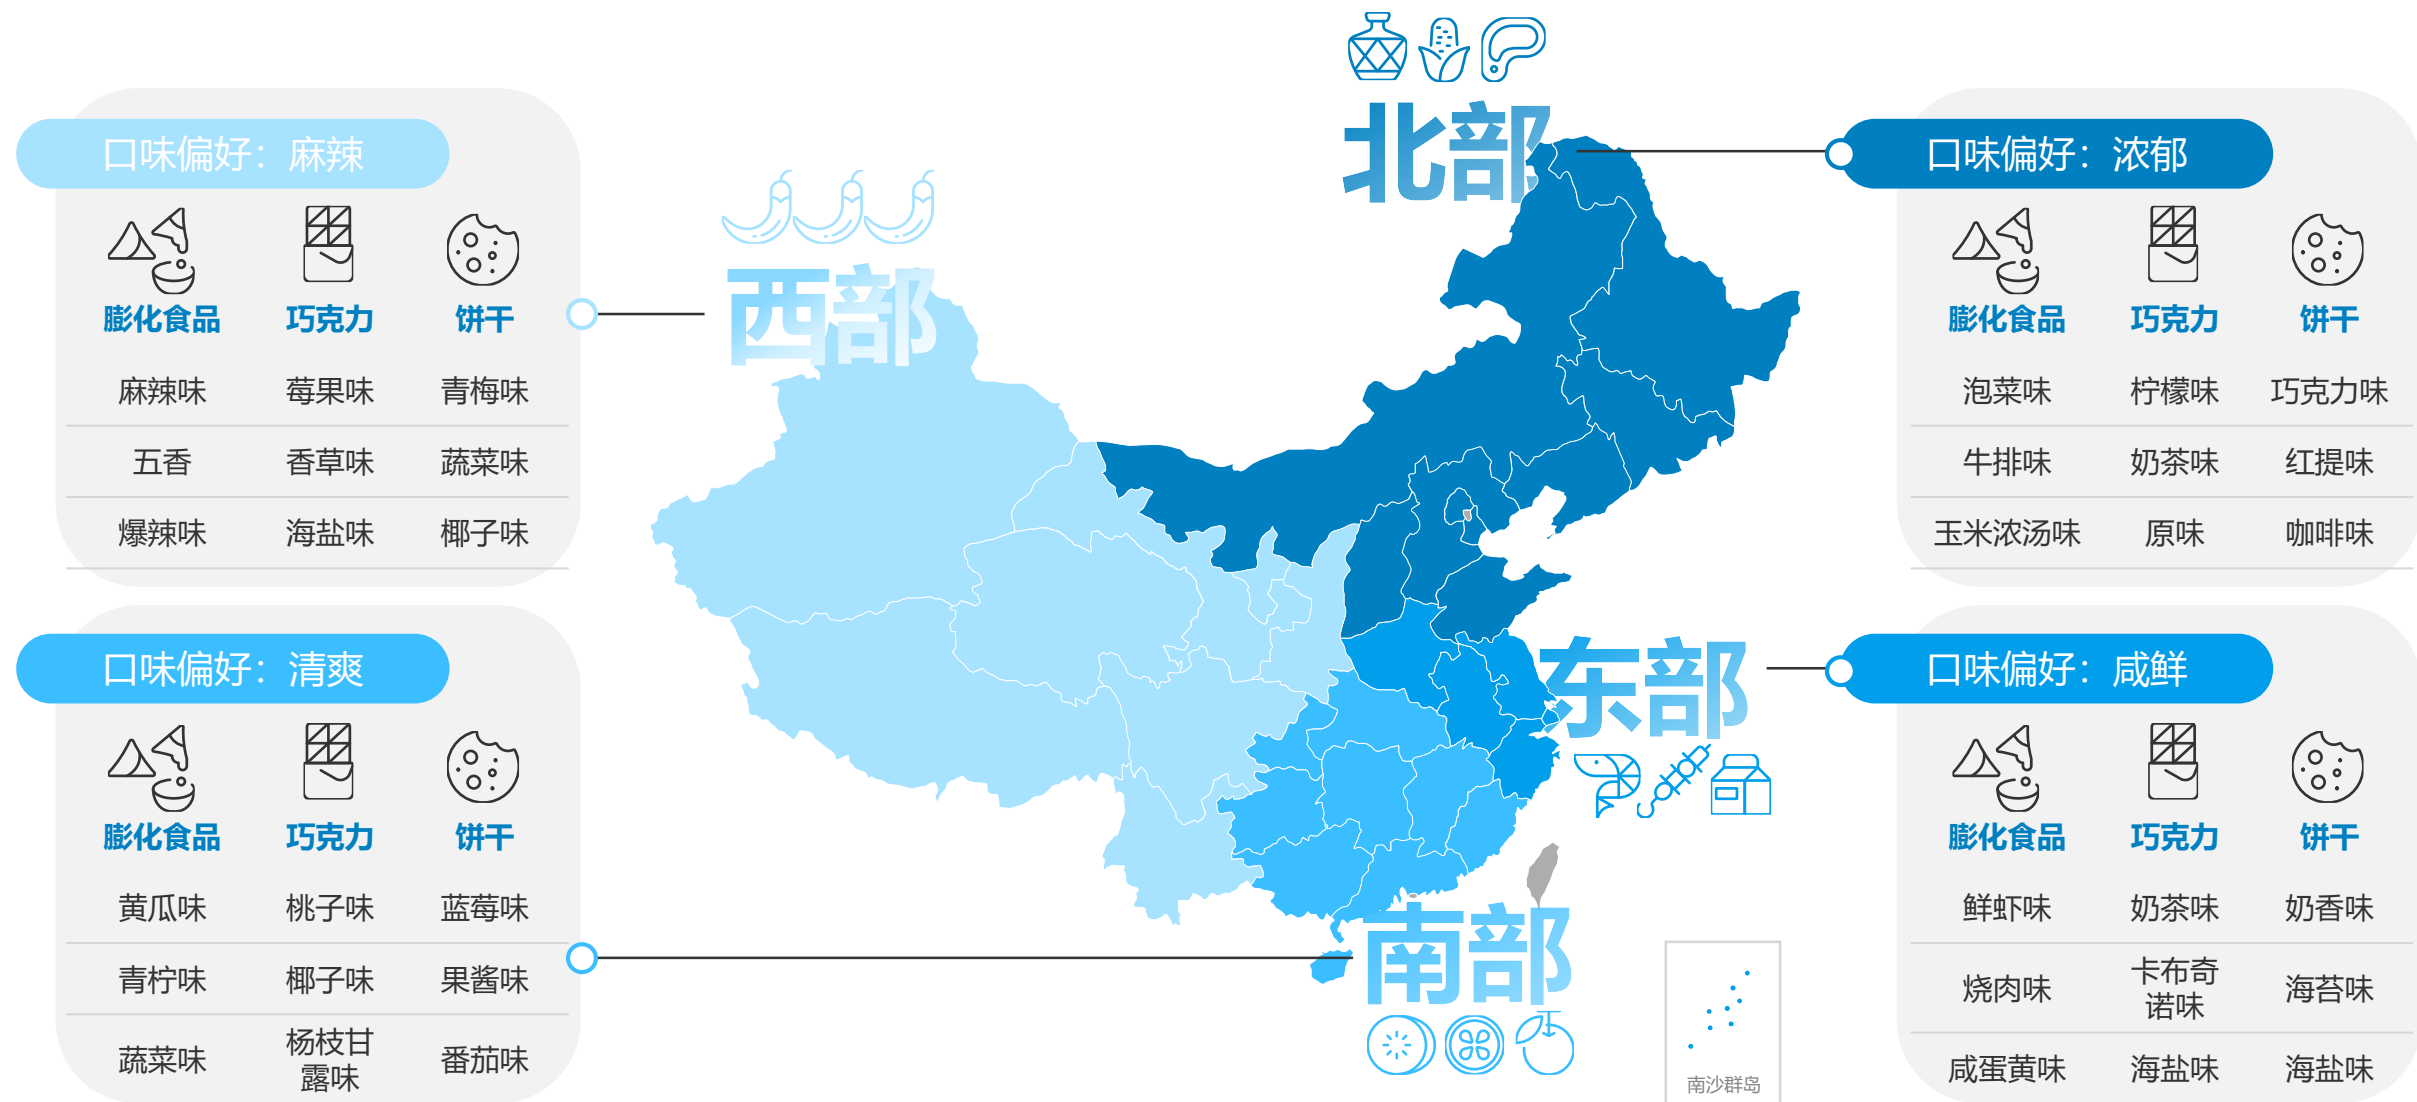 北部
口味偏好：麻辣
膨化食品 巧克力 饼干
麻辣味 莓果味 青梅味
五香 香草味 蔬菜味
爆辣味 海盐味 椰子味
西部
口味偏好：浓郁
膨化食品 巧克力 饼干
泡菜味 柠檬味 巧克力味
牛排味 奶茶味 红提味
玉米浓汤味 原味 咖啡味
口味偏好：清爽
膨化食品 巧克力 饼干
黄瓜味 桃子味 蓝莓味
青柠味 椰子味 果酱味
蔬菜味 杨枝甘
露味 番茄味
南部
东部
口味偏好：咸鲜
膨化食品 巧克力 饼干
鲜虾味 奶茶味 奶香味
烧肉味 卡布奇
诺味 海苔味
咸蛋黄味 海盐味 海盐味
南沙群岛